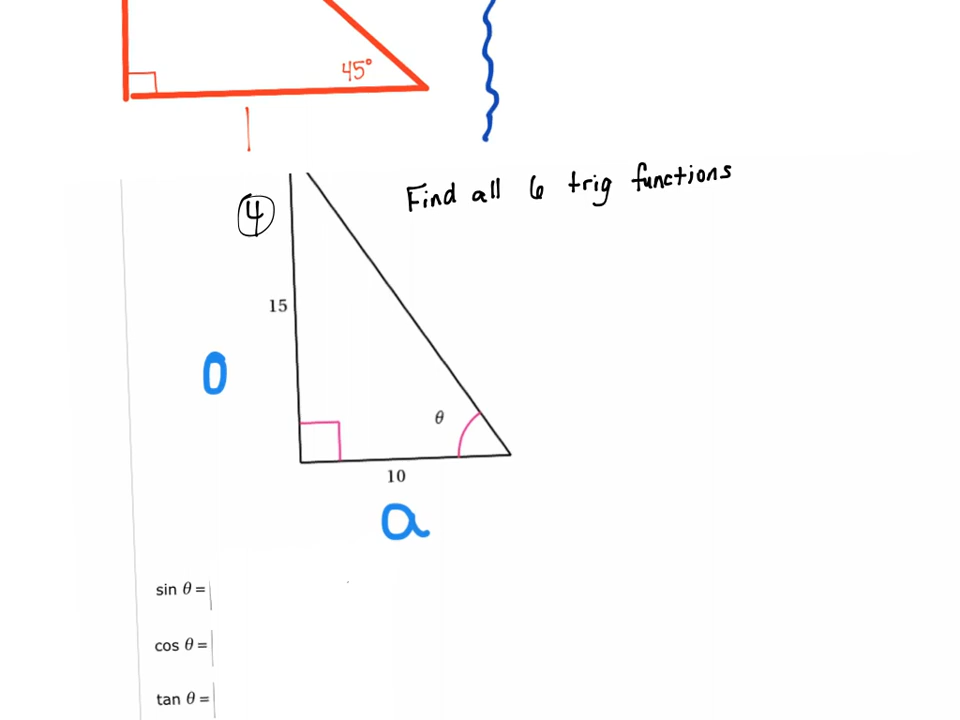 45°
1
4
Find all 6 trig functions
15
O
θ
10
a
sin θ =
cos θ =
tan θ =